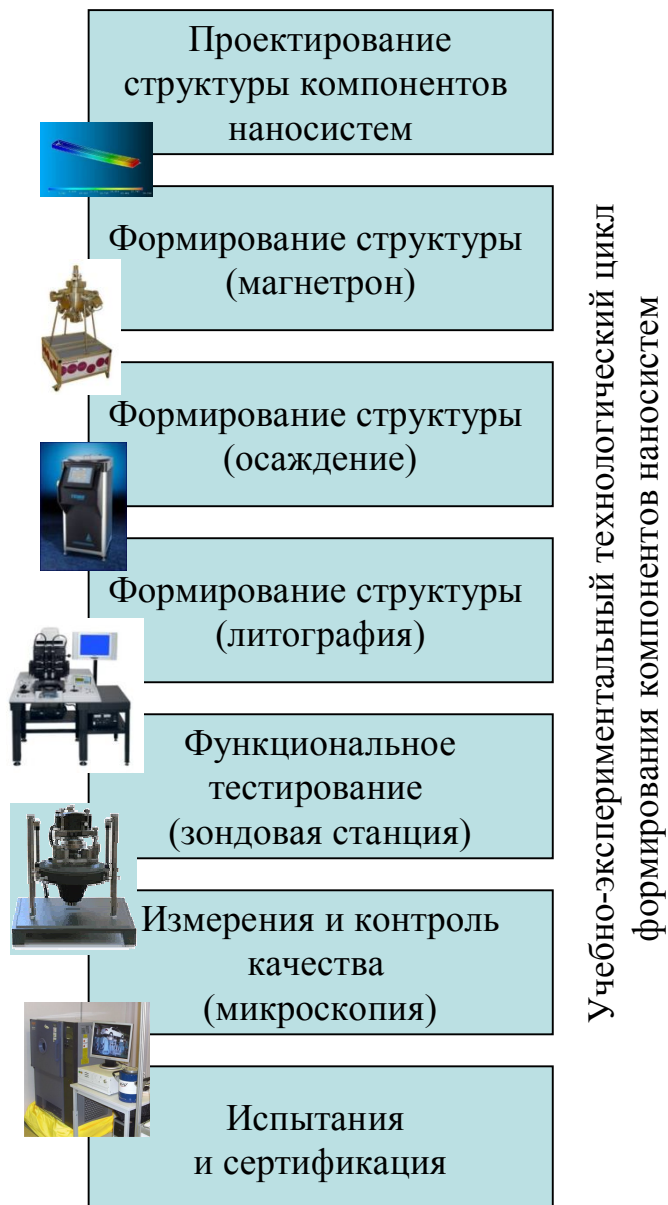 Проектирование
структуры компонентов
наносистем
Формирование структуры
(магнетрон)
Формирование структуры
(осаждение)
Формирование структуры
(литография)
Функциональное
тестирование
(зондовая станция)
Измерения и контроль
качества
(микроскопия)
Испытания
и сертификация
Учебно-экспериментальный технологический цикл
формирования компонентов наносистем